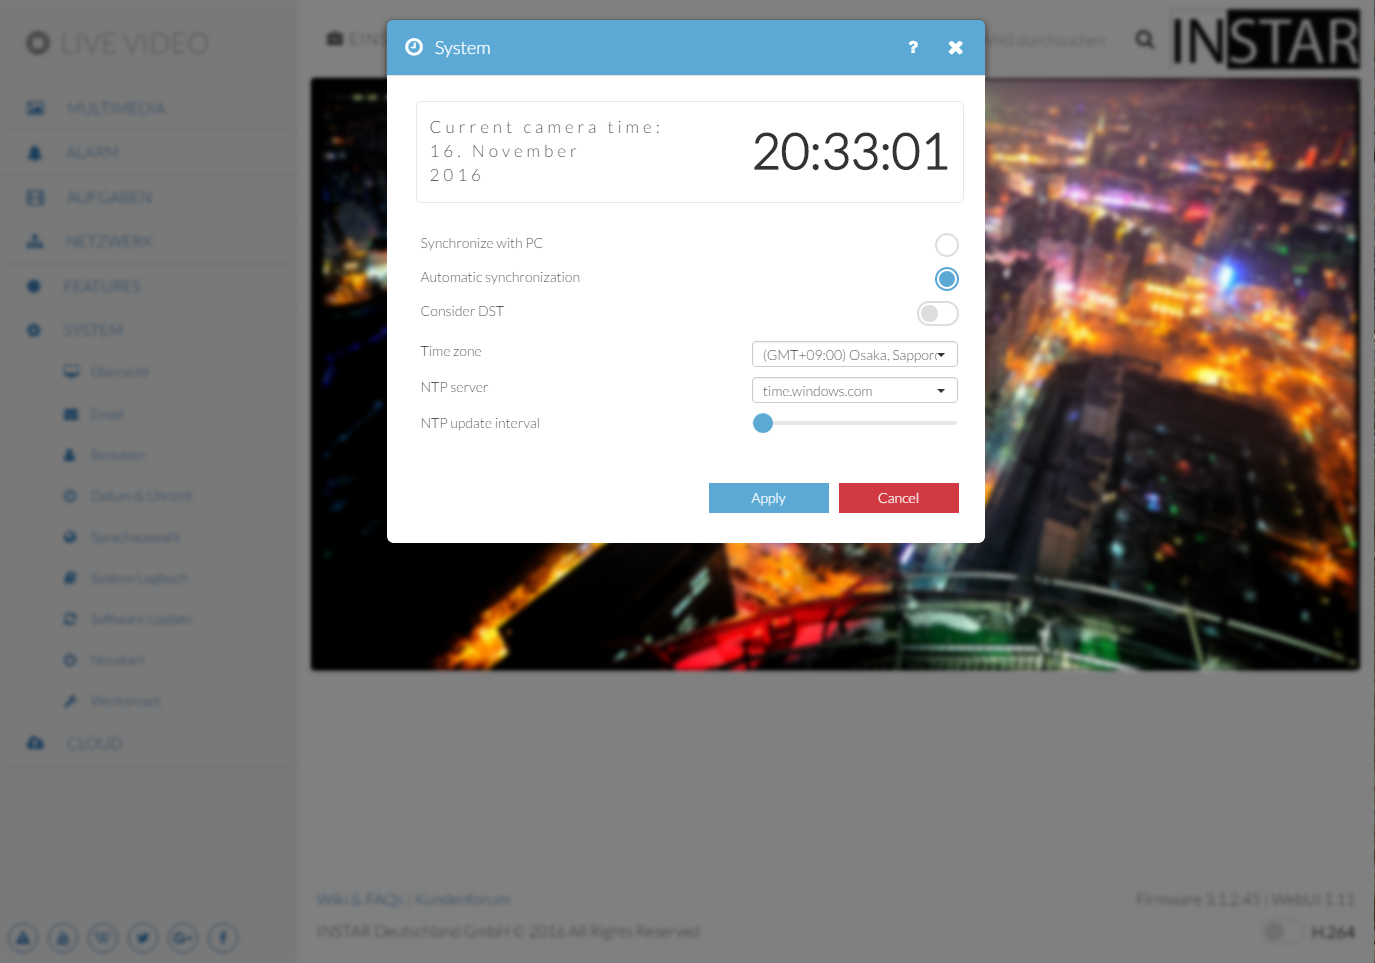 LIVE VIDEO
MULTIMEDIA
ALARM
AUFGABEN
NETZWERK
FEATURES
SYSTEM
Übersicht
Email
Benutzer
Datum & Uhrzeit
Sprachauswahl
System Logbuch
Software Update
Neustart
Werksreset
CLOUD
durchsuchen
INSTAR
System
?
Current camera time:
16. November
2016
20:33:01
Synchronize with PC
Automatic synchronization
Consider DST
Time zone
(GMT+09:00) Osaka, Sapporo
NTP server
time.windows.com
NTP update interval
Apply
Cancel
Wiki & FAQs | Kundenforum
Firmware 3.1.2.45 | WebUI 1.11
INSTAR Deutschland GmbH © 2016 All Rights Reserved
H.264